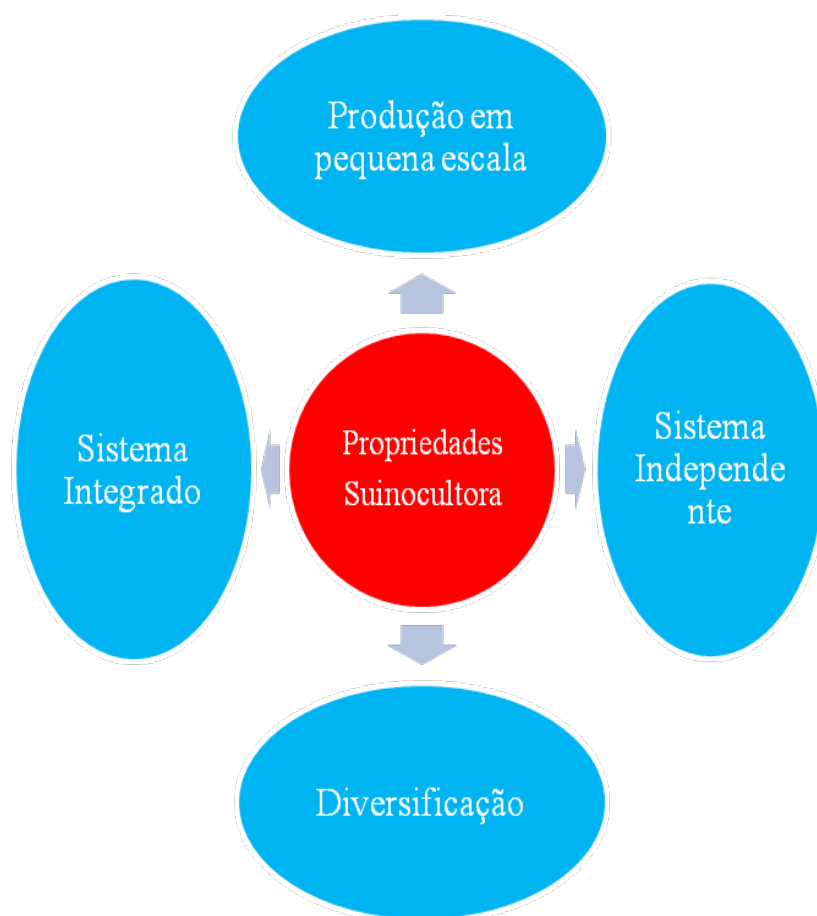 Produção em
pequena escala
Sistema
Integrado
Propriedades
Suinocultora
Sistema
Independe
nte
Diversificação